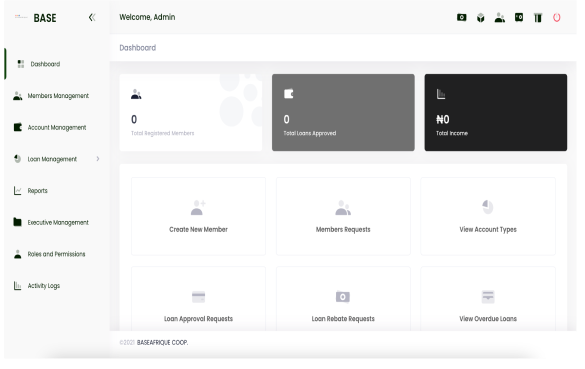 BASE
Welcome, Admin
Dashboard
Dashboard
Members Management
Account Management
Loan Management
Reports
Executive Management
Roles and Permissions
Activity Logs
0
Total Registered Members
0
Total Loans Approved
₦0
Total Income
Create New Member
Members Requests
View Account Types
Loan Approval Requests
Loan Rebate Requests
View Overdue Loans
©2021 BASEAFRIQUE COOP.